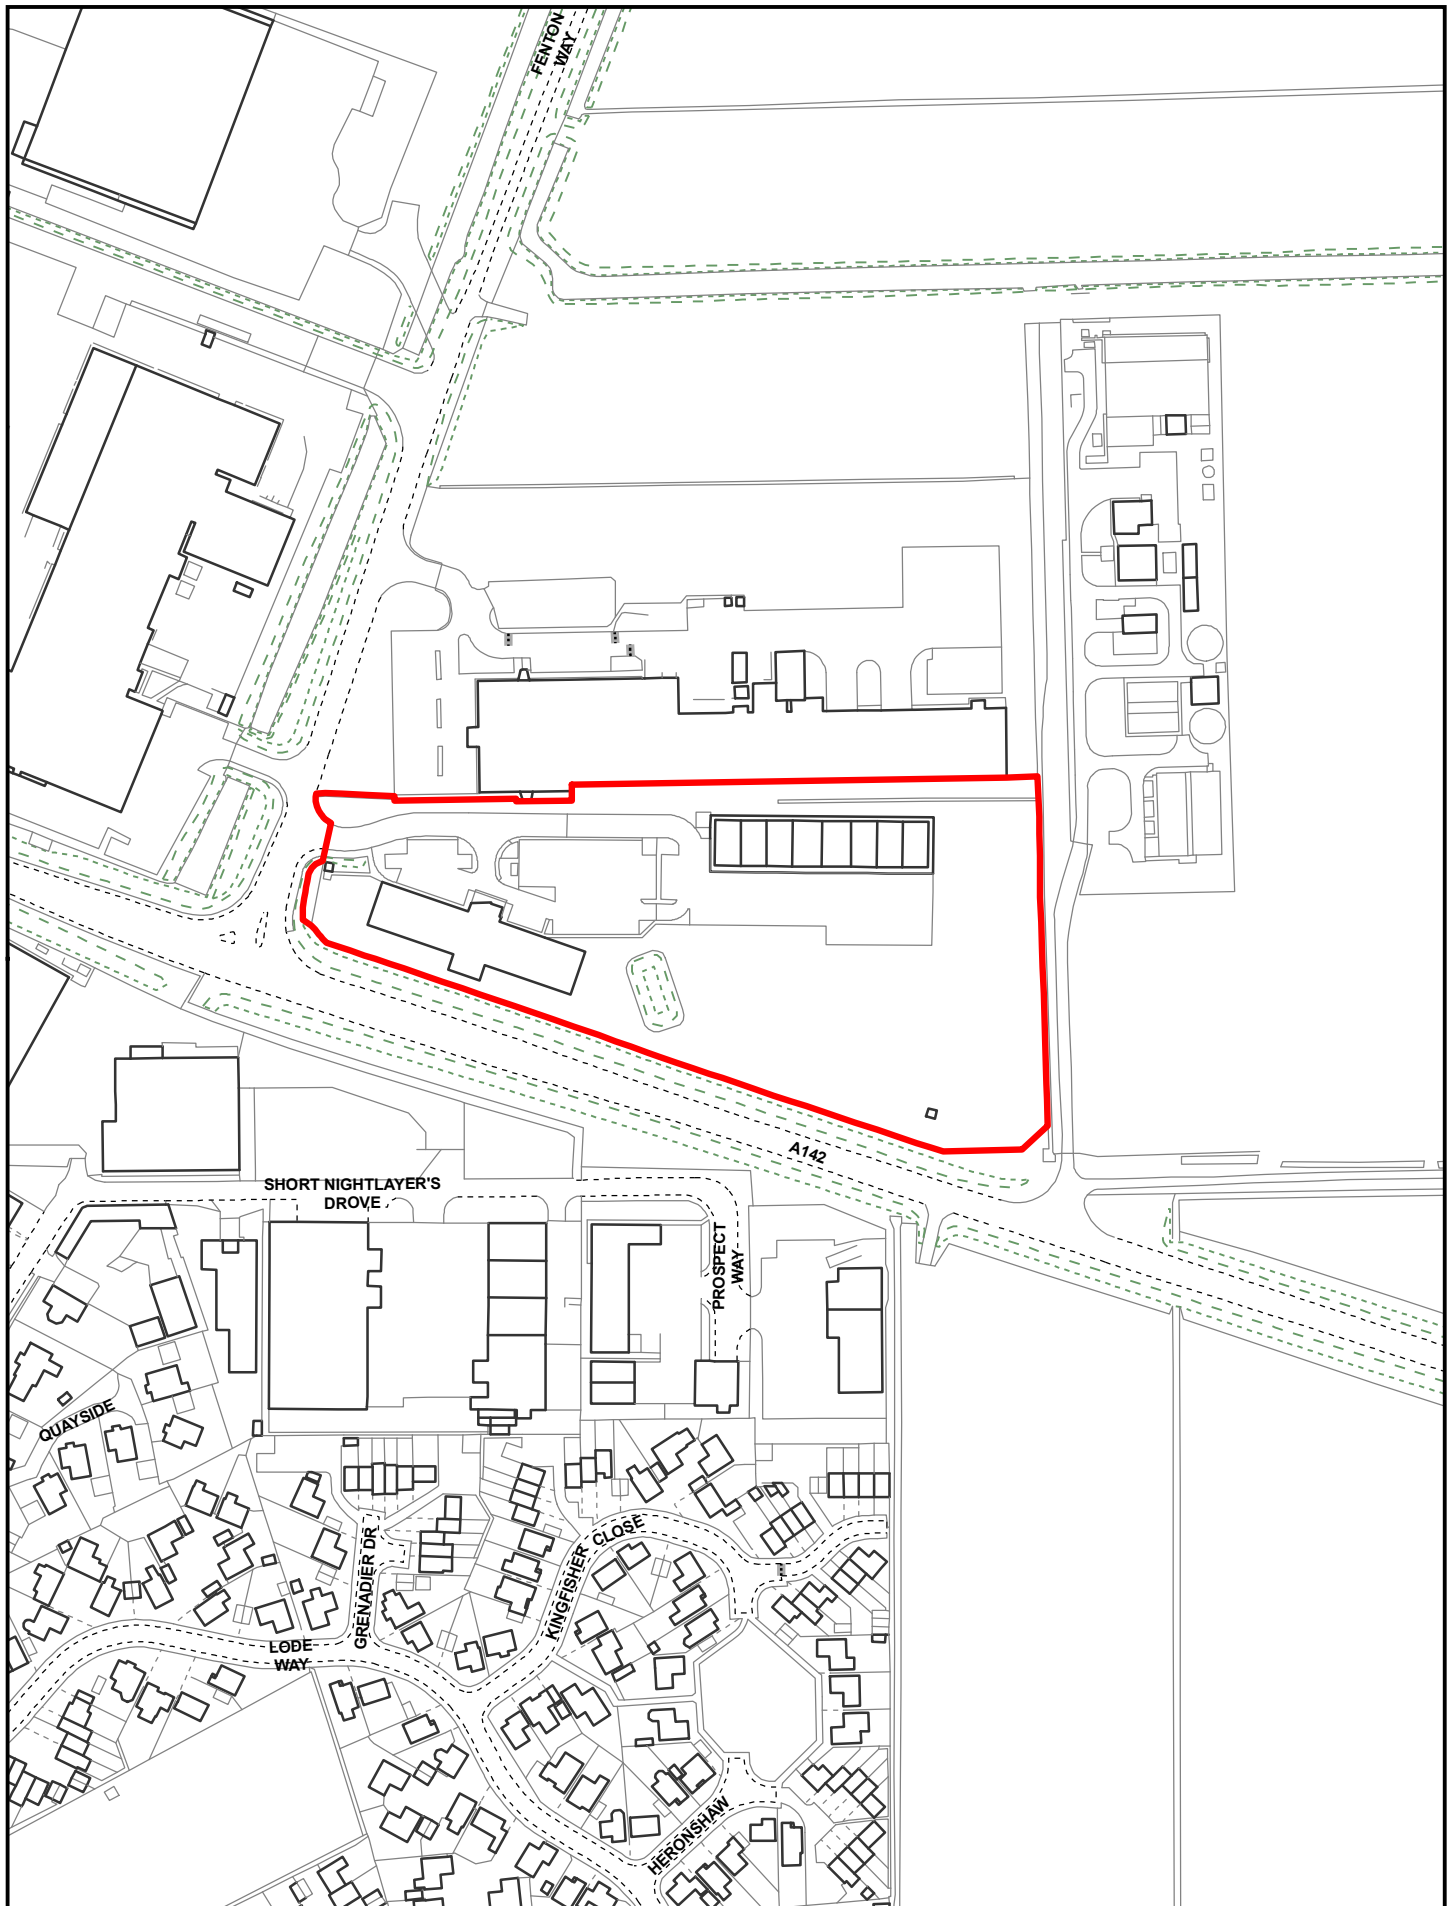 FENTON
WAY
A142
SHORT NIGHTLAYER'S
DROVE
PROSPECT
WAY
QUAYSIDE
GRENADIER DR
KINGFISHER CLOSE
LODE
WAY
HERONSHAW